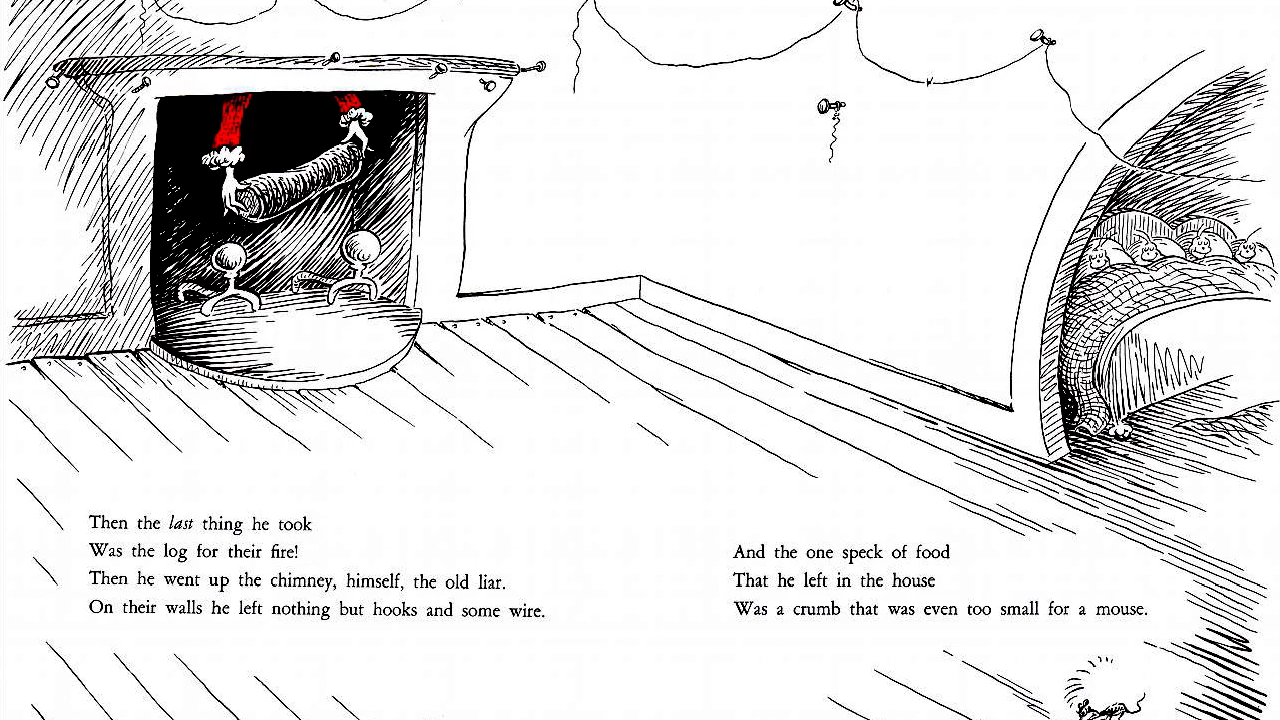 Then the last thing he took
Was the log for their fire!
Then he went up the chimney, himself, the old liar.
On their walls he left nothing but hooks and some wire.
And the one speck of food
That he left in the house
Was a crumb that was even too small for a mouse.